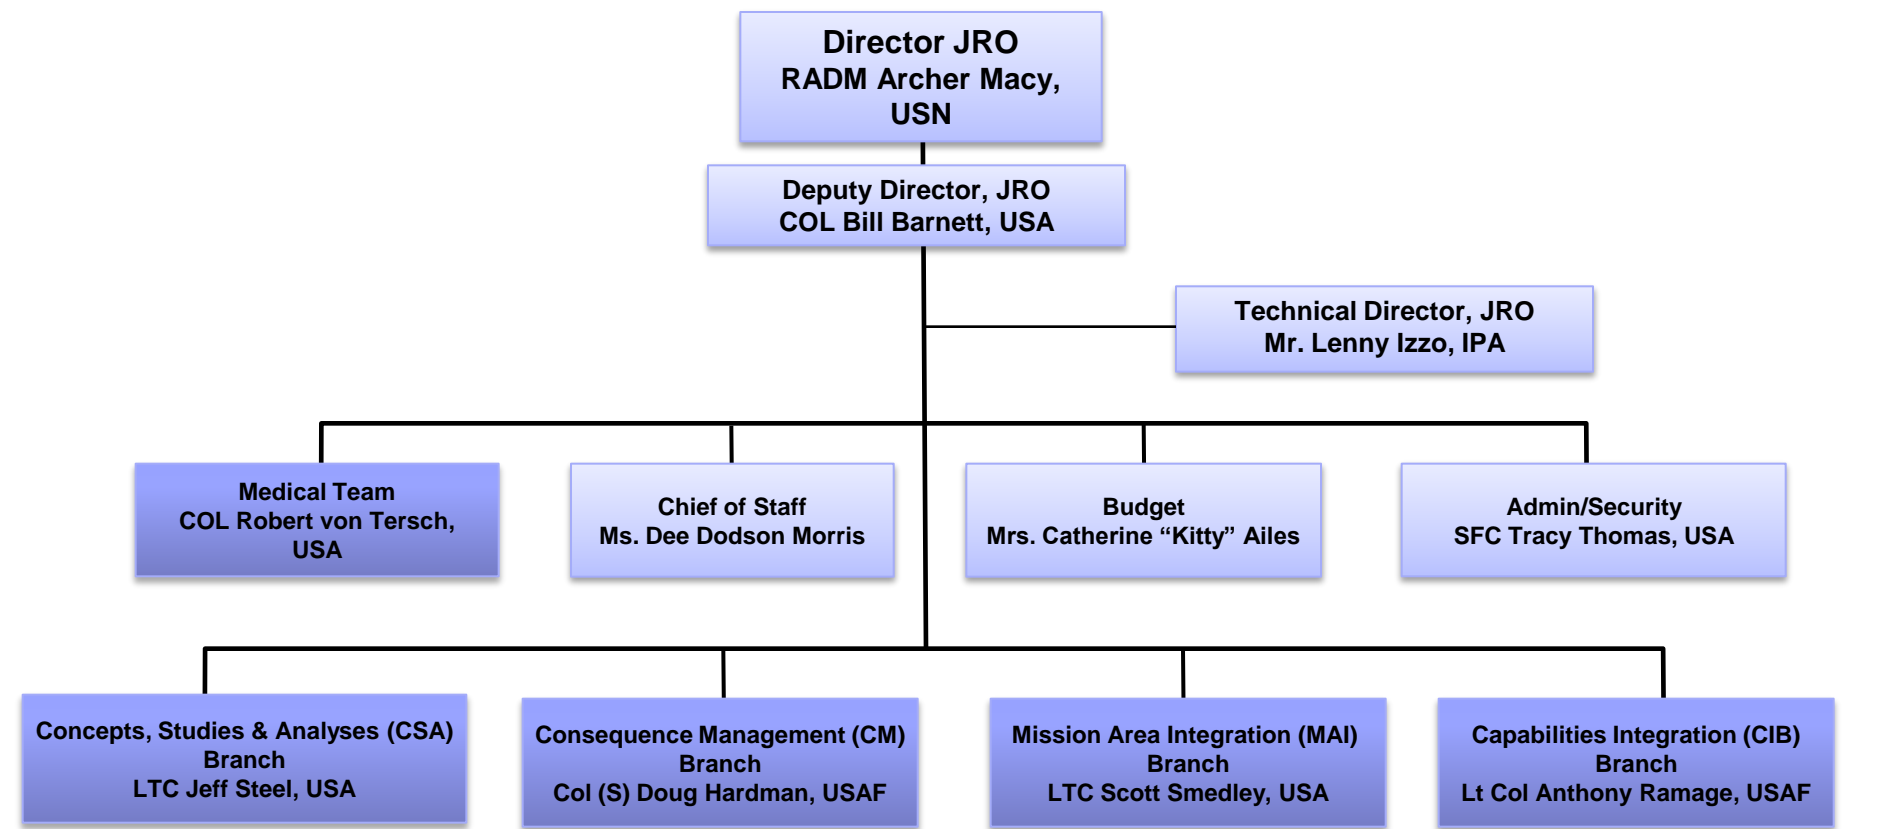 Director JRO
RADM Archer Macy,
USN
Deputy Director, JRO
COL Bill Barnett, USA
Technical Director, JRO
Mr. Lenny Izzo, IPA
Medical Team
COL Robert von Tersch,
USA
Chief of Staff
Ms. Dee Dodson Morris
Budget
Mrs. Catherine “Kitty” Ailes
Admin/Security
SFC Tracy Thomas, USA
Concepts, Studies & Analyses (CSA)
Branch
LTC Jeff Steel, USA
Consequence Management (CM)
Branch
Col (S) Doug Hardman, USAF
Mission Area Integration (MAI)
Branch
LTC Scott Smedley, USA
Capabilities Integration (CIB)
Branch
Lt Col Anthony Ramage, USAF